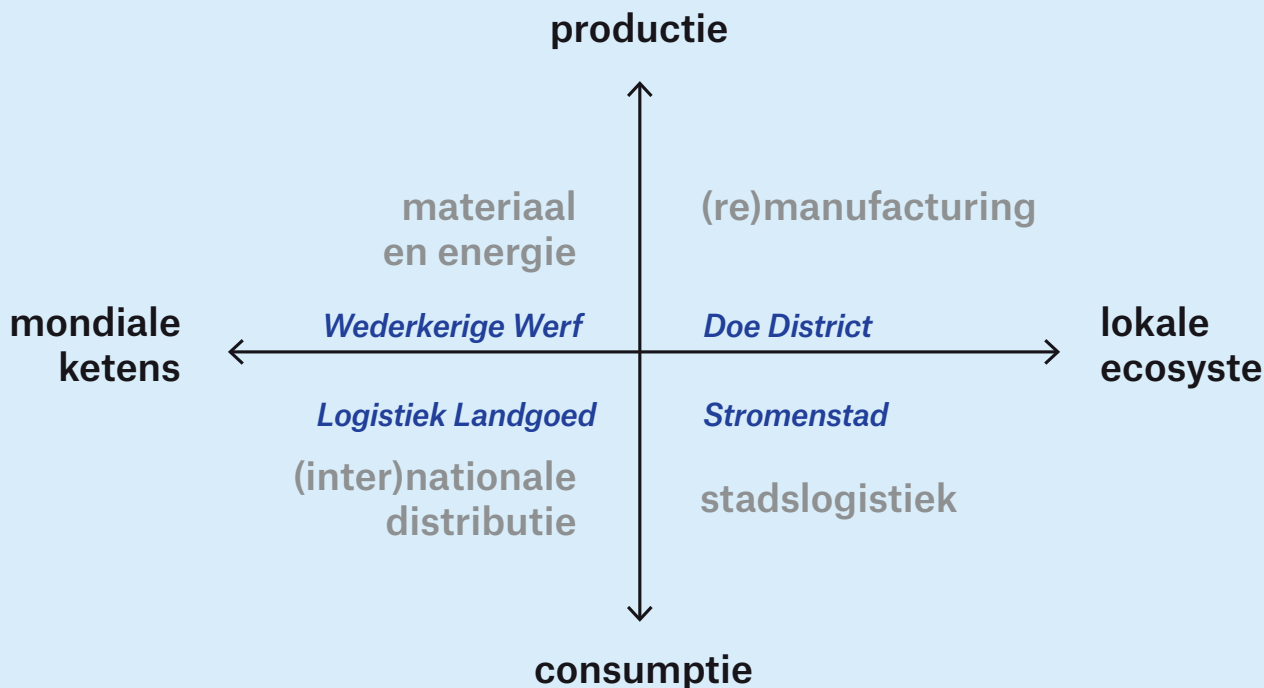 productie
materiaal
en energie
(re)manufacturing
mondiale
ketens
Wederkerige Werf
Doe District
lokale
ecosyste
Logistiek Landgoed
Stromenstad
(inter)nationale
distributie
stadslogistiek
consumptie